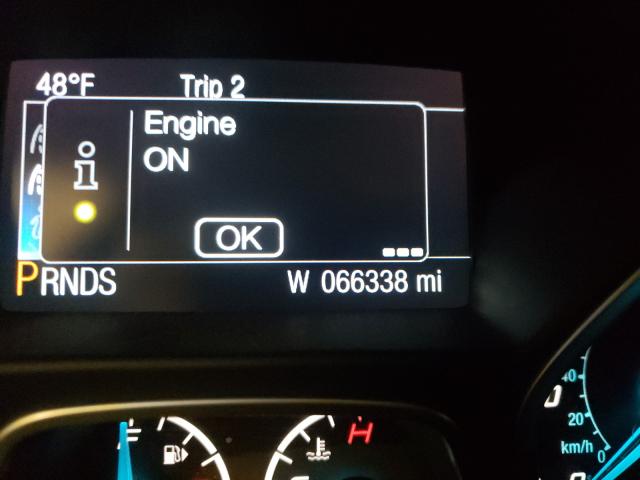 48°F Trip 2
Engine
ON
OK
PRNDS W 066338 mi
H
40
20
km/h 0